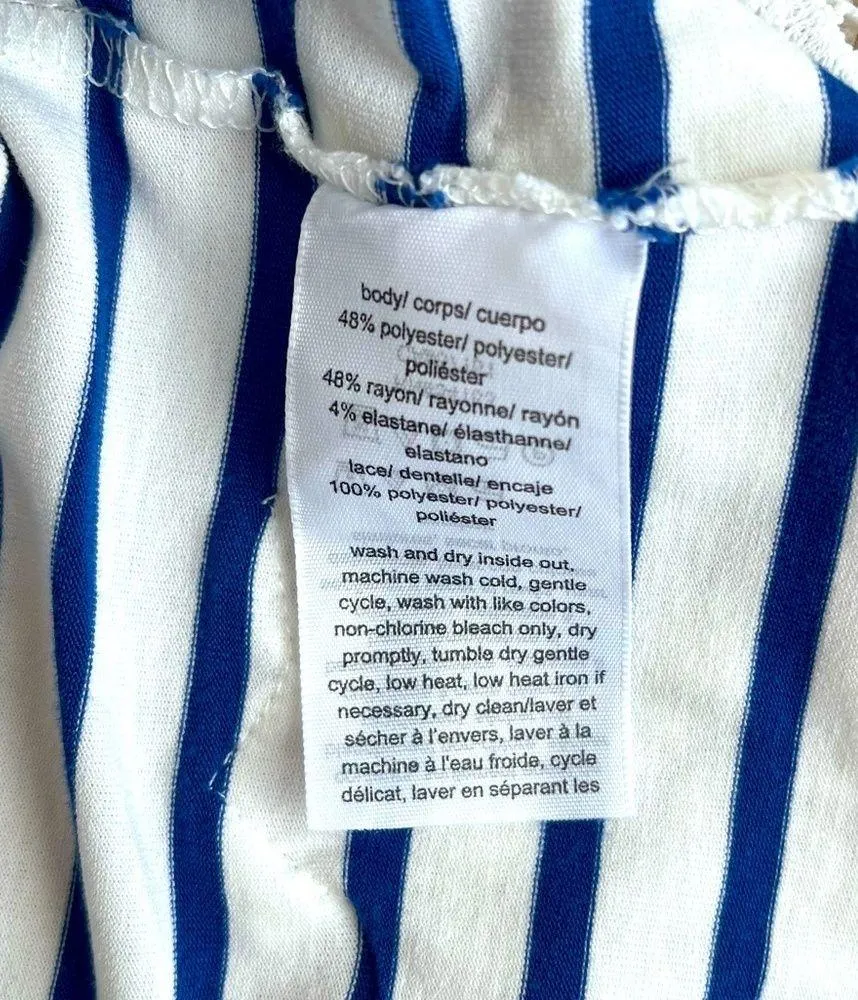 body/ corps/ cuerpo
48% polyester/ polyester/
poliéster
48% rayon/ rayonne/ rayón
4% elastane/ élasthanne/
elastano
lace/ dentelle/ encaje
100% polyester/ polyester/
poliéster
wash and dry inside out,
machine wash cold, gentle
cycle, wash with like colors,
non-chlorine bleach only, dry
promptly, tumble dry gentle
cycle, low heat, low heat iron if
necessary, dry clean/laver et
sécher à l'envers, laver à la
machine à l'eau froide, cycle
délicat, laver en séparant les